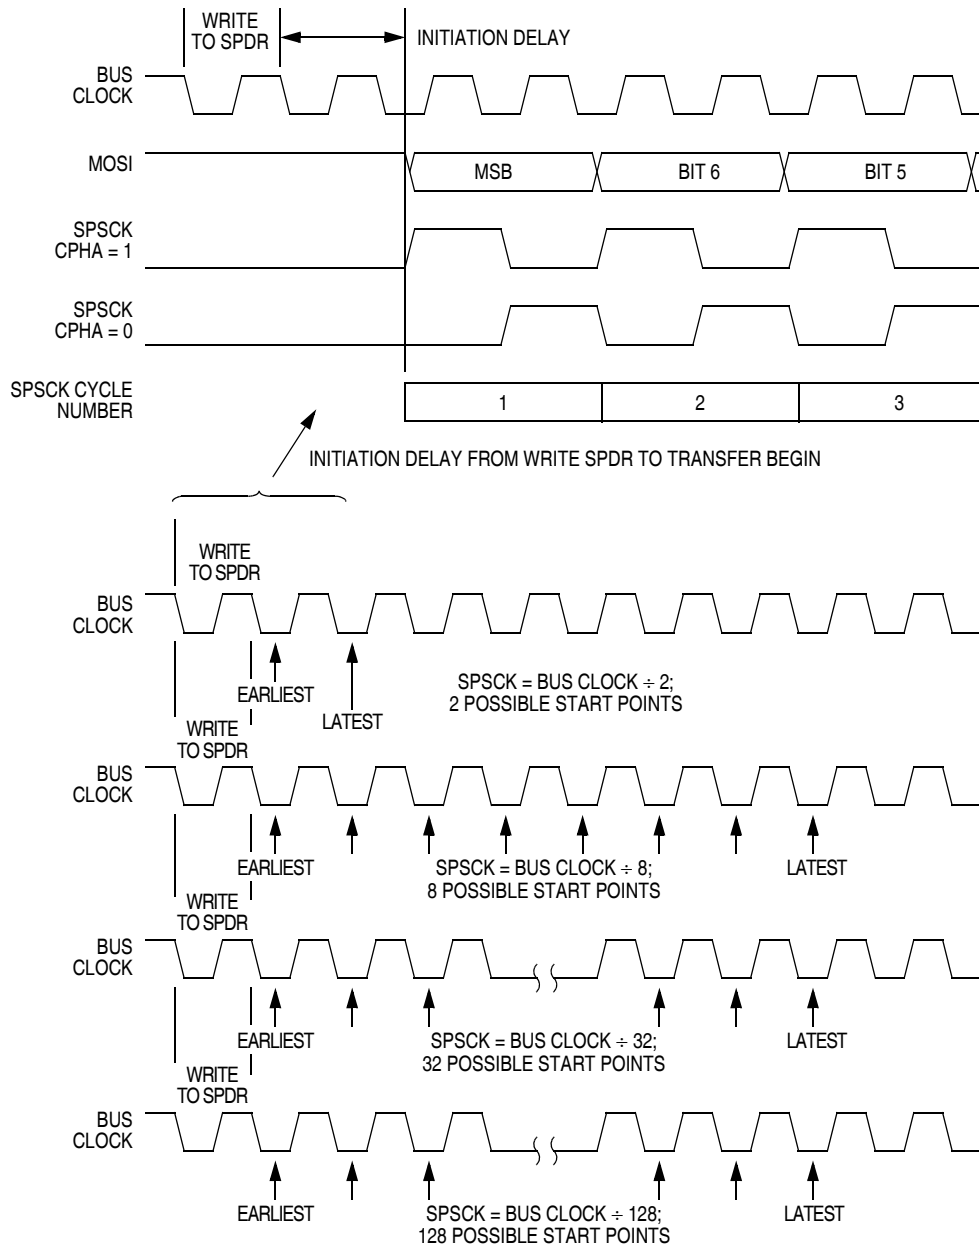 WRITE
TO SPDR
INITIATION DELAY
BUS
CLOCK
MOSI
MSB
BIT 6
BIT 5
SPSCK
CPHA = 1
SPSCK
CPHA = 0
SPSCK CYCLE
NUMBER
1
2
3
INITIATION DELAY FROM WRITE SPDR TO TRANSFER BEGIN
WRITE
TO SPDR
BUS
CLOCK
EARLIEST
LATEST
SPSCK = BUS CLOCK ÷ 2;
2 POSSIBLE START POINTS
WRITE
TO SPDR
BUS
CLOCK
EARLIEST
SPSCK = BUS CLOCK ÷ 8;
8 POSSIBLE START POINTS
LATEST
WRITE
TO SPDR
BUS
CLOCK
EARLIEST
SPSCK = BUS CLOCK ÷ 32;
32 POSSIBLE START POINTS
LATEST
WRITE
TO SPDR
BUS
CLOCK
EARLIEST
SPSCK = BUS CLOCK ÷ 128;
128 POSSIBLE START POINTS
LATEST